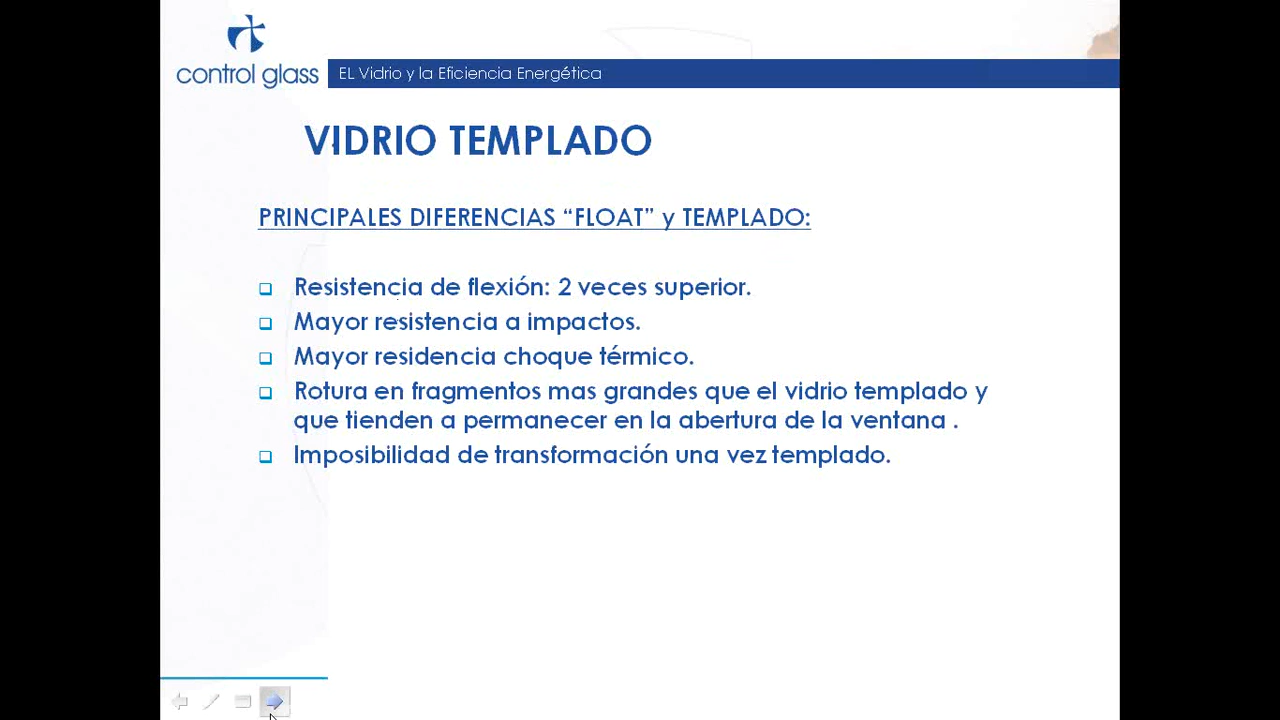 control glass
EL Vidrio y la Eficiencia Energética
VIDRIO TEMPLADO
PRINCIPALES DIFERENCIAS “FLOAT” y TEMPLADO:
Resistencia de flexión: 2 veces superior.
Mayor resistencia a impactos.
Mayor residencia choque térmico.
Rotura en fragmentos mas grandes que el vidrio templado y
que tienden a permanecer en la abertura de la ventana .
Imposibilidad de transformación una vez templado.